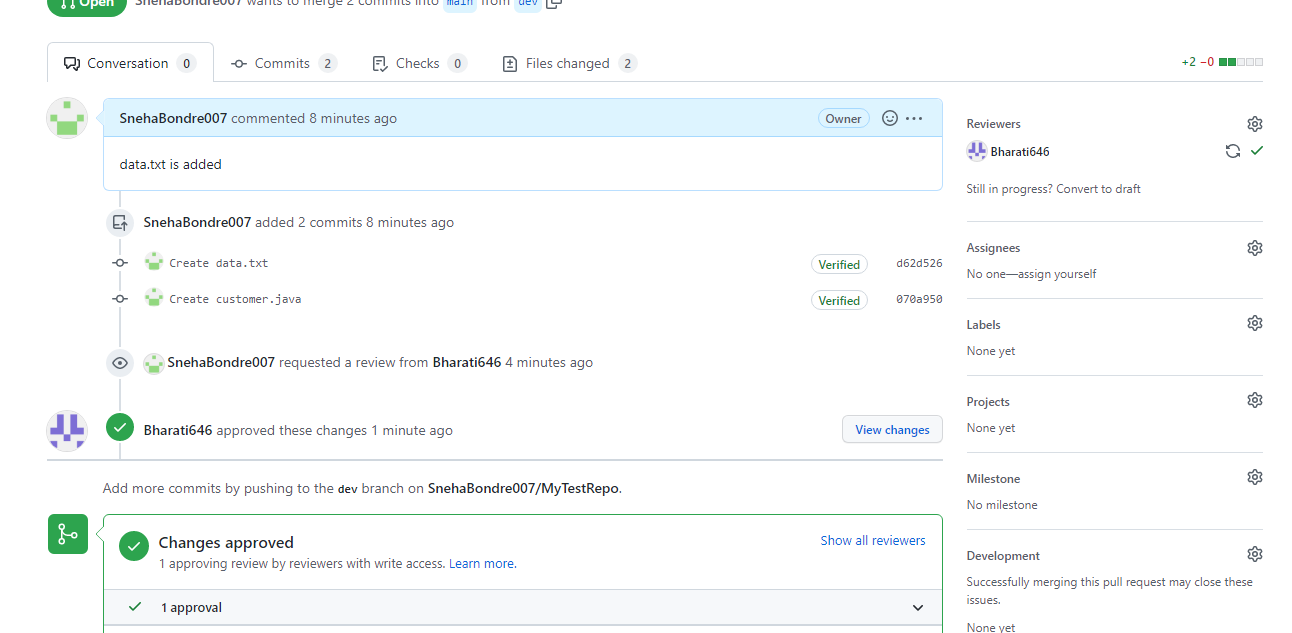 Open SnehaBondre007 wants to merge 2 commits into main from dev
Conversation 0 Commits 2 Checks 0 Files changed 2 +2 −0
SnehaBondre007 commented 8 minutes ago Owner
data.txt is added
SnehaBondre007 added 2 commits 8 minutes ago
Create data.txt Verified d62d526
Create customer.java Verified 070a950
SnehaBondre007 requested a review from Bharati646 4 minutes ago
Bharati646 approved these changes 1 minute ago View changes
Add more commits by pushing to the dev branch on SnehaBondre007/MyTestRepo.
Changes approved Show all reviewers
1 approving review by reviewers with write access. Learn more.
1 approval
Reviewers
Bharati646
Still in progress? Convert to draft
Assignees
No one—assign yourself
Labels
None yet
Projects
None yet
Milestone
No milestone
Development
Successfully merging this pull request may close these
issues.
None yet